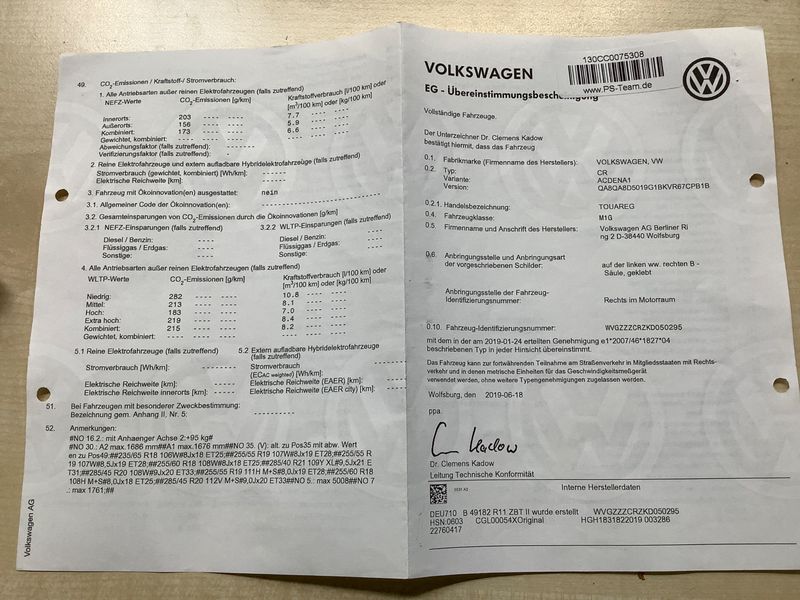 49. CO2-Emissionen / Kraftstoff-/ Stromverbrauch:
1. Alle Antriebsarten außer reinen Elektrofahrzeugen (falls zutreffend)
NEFZ-Werte CO2-Emissionen [g/km] Kraftstoffverbrauch [l/100 km] oder
[m³/100 km] oder [kg/100 km]
Innerorts: 203 ---- ---- 7.7 ---- ----
Außerorts: 156 ---- ---- 5.9 ---- ----
Kombiniert: 173 ---- ---- 6.6 ---- ----
Gewichtet, kombiniert: ---- ---- ----
Abweichungsfaktor (falls zutreffend): -------
Verifizierungsfaktor (falls zutreffend): -
2. Reine Elektrofahrzeuge und extern aufladbare Hybridelektrofahrzeuge (falls zutreffend)
Stromverbrauch (gewichtet, kombiniert) [Wh/km]: -----
Elektrische Reichweite [km]: -----
3. Fahrzeug mit Ökoinnovation(en) ausgestattet: nein
3.1. Allgemeiner Code der Ökoinnovation(en): --------------------
3.2. Gesamteinsparungen von CO2-Emissionen durch die Ökoinnovationen [g/km]
3.2.1 NEFZ-Einsparungen (falls zutreffend) 3.2.2 WLTP-Einsparungen (falls zutreffend)
Diesel / Benzin: ---- Diesel / Benzin: ----
Flüssiggas / Erdgas: ---- Flüssiggas / Erdgas: ----
Sonstige: ---- Sonstige: ----
4. Alle Antriebsarten außer reinen Elektrofahrzeugen (falls zutreffend)
WLTP-Werte CO2-Emissionen [g/km] Kraftstoffverbrauch [l/100 km] oder
[m³/100 km] oder [kg/100 km]
Niedrig: 282 ---- ---- 10.8 ---- ----
Mittel: 213 ---- ---- 8.1 ---- ----
Hoch: 183 ---- ---- 7.0 ---- ----
Extra hoch: 219 ---- ---- 8.4 ---- ----
Kombiniert: 215 ---- ---- 8.2 ---- ----
Gewichtet, kombiniert: ---- ---- ----
5.1 Reine Elektrofahrzeuge (falls zutreffend) 5.2 Extern aufladbare Hybridelektrofahrzeuge
(falls zutreffend)
Stromverbrauch [Wh/km]: ----- Stromverbrauch
(ECAC weighted) [Wh/km]: -----
Elektrische Reichweite [km]: ----- Elektrische Reichweite (EAER) [km]: -----
Elektrische Reichweite innerorts [km]: ----- Elektrische Reichweite (EAER city) [km]: -----
51. Bei Fahrzeugen mit besonderer Zweckbestimmung:
Bezeichnung gem. Anhang II, Nr. 5: ---------
52. Anmerkungen:
#NO 16.2.: mit Anhaenger Achse 2:+95 kg#
#NO 30.: A2 max.1686 mm##A1 max.1676 mm##NO 35. (V): alt. zu Pos35 mit abw. Wert
en zu Pos49:##235/65 R18 106W#8Jx18 ET25;##255/55 R19 107W#8Jx19 ET28;##255/55 R
19 107W#8,5Jx19 ET28;##255/60 R18 108W#8Jx18 ET25;##285/40 R21 109Y XL#9,5Jx21 E
T31;##285/45 R20 108W#9Jx20 ET33;##255/55 R19 111H M+S#8,0Jx19 ET28;##255/60 R18
108H M+S#8,0Jx18 ET25;##285/45 R20 112V M+S#9,0Jx20 ET33##NO 5.: max 5008##NO 7
.: max 1761;##
Volkswagen AG
130CC0075308
www.PS-Team.de
VOLKSWAGEN
EG - Übereinstimmungsbescheinigung
Vollständige Fahrzeuge.
Der Unterzeichner Dr. Clemens Kadow
bestätigt hiermit, dass das Fahrzeug
0.1. Fabrikmarke (Firmenname des Herstellers): VOLKSWAGEN, VW
0.2. Typ: CR
Variante: ACDENA1
Version: QA8QA8D5019G1BKVR67CPB1B
0.2.1. Handelsbezeichnung: TOUAREG
0.4. Fahrzeugklasse: M1G
0.5. Firmenname und Anschrift des Herstellers: Volkswagen AG Berliner Ri
ng 2 D-38440 Wolfsburg
0.6. Anbringungsstelle und Anbringungsart
der vorgeschriebenen Schilder: auf der linken ww. rechten B -
Säule, geklebt
Anbringungsstelle der Fahrzeug-
Identifizierungsnummer: Rechts im Motorraum
0.10. Fahrzeug-Identifizierungsnummer: WVGZZZCRZKD050295
mit dem in der am 2019-01-24 erteilten Genehmigung e1*2007/46*1827*04
beschriebenen Typ in jeder Hinsicht übereinstimmt.
Das Fahrzeug kann zur fortwährenden Teilnahme am Straßenverkehr in Mitgliedsstaaten mit Rechts-
verkehr und in denen metrische Einheiten für das Geschwindigkeitsmeßgerät
verwendet werden, ohne weitere Typengenehmigungen zugelassen werden.
Wolfsburg, den 2019-06-18
ppa.
C Kadow
Dr. Clemens Kadow
Leitung Technische Konformität
Interne Herstellerdaten
DEU710 B 49182 R11 ZBT II wurde erstellt WVGZZZCRZKD050295
HSN:0603 CGL00054XOriginal HGH1831822019 003286
22760417